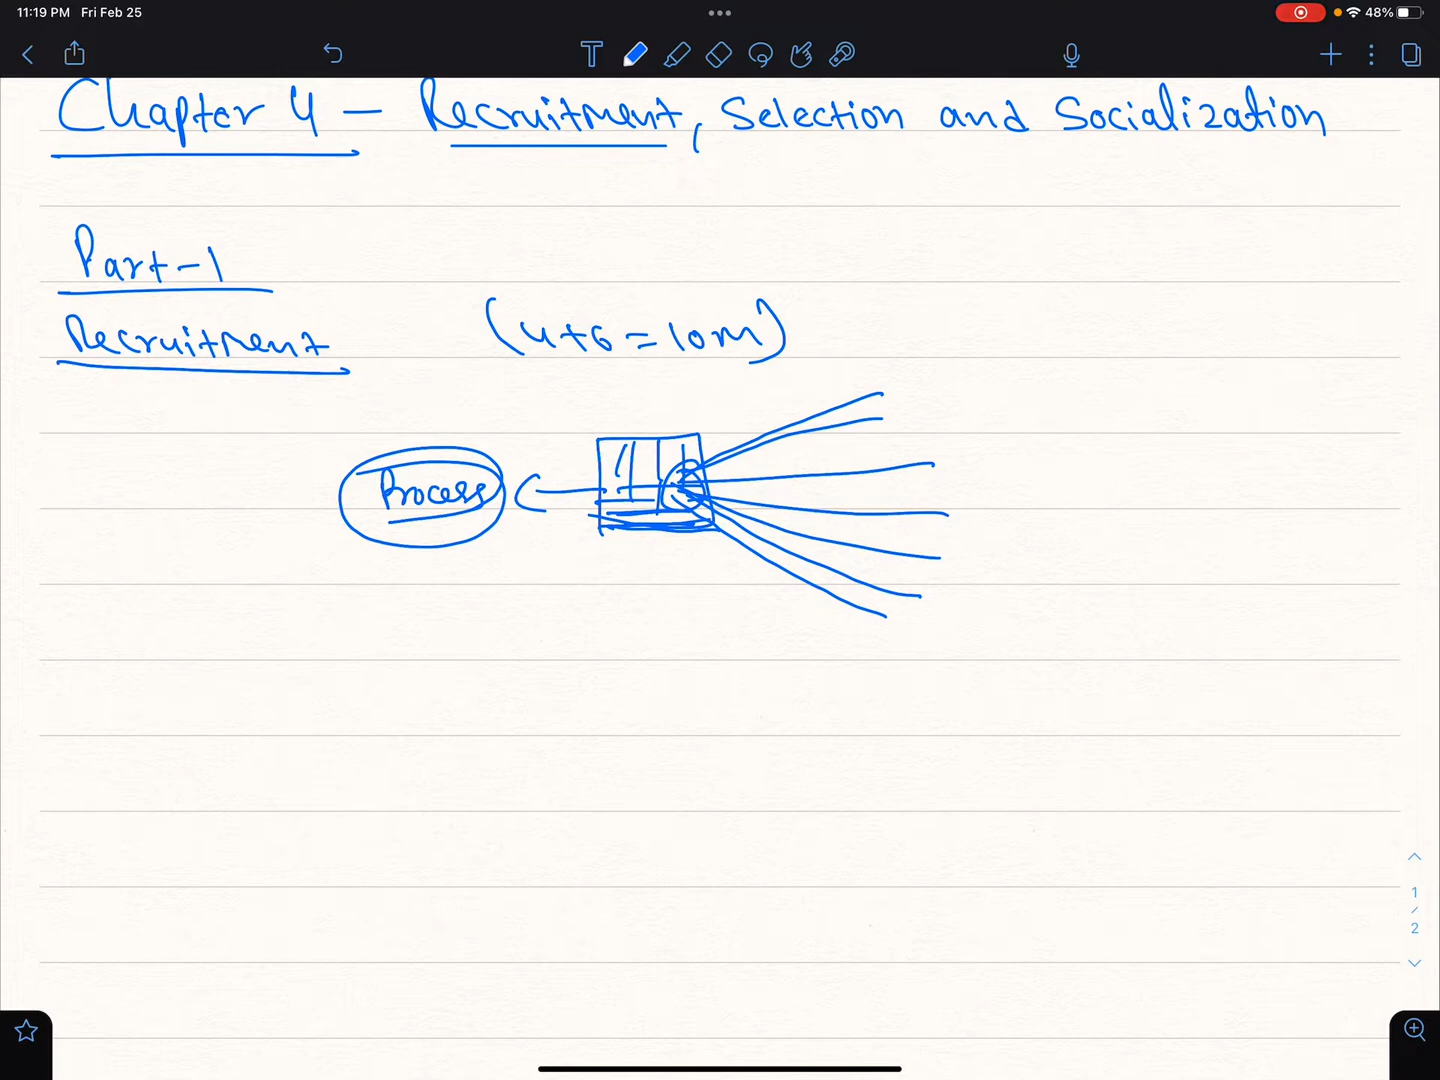 11:19 PM Fri Feb 25
48%
Chapter 4 - Recruitment, Selection and Socialization
Part-1
Recruitment (4+6=10m)
Process
1
/
2